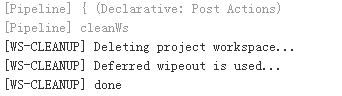 [Pipeline] { (Declarative: Post Actions)
[Pipeline] cleanWs
[WS-CLEANUP] Deleting project workspace...
[WS-CLEANUP] Deferred wipeout is used...
[WS-CLEANUP] done